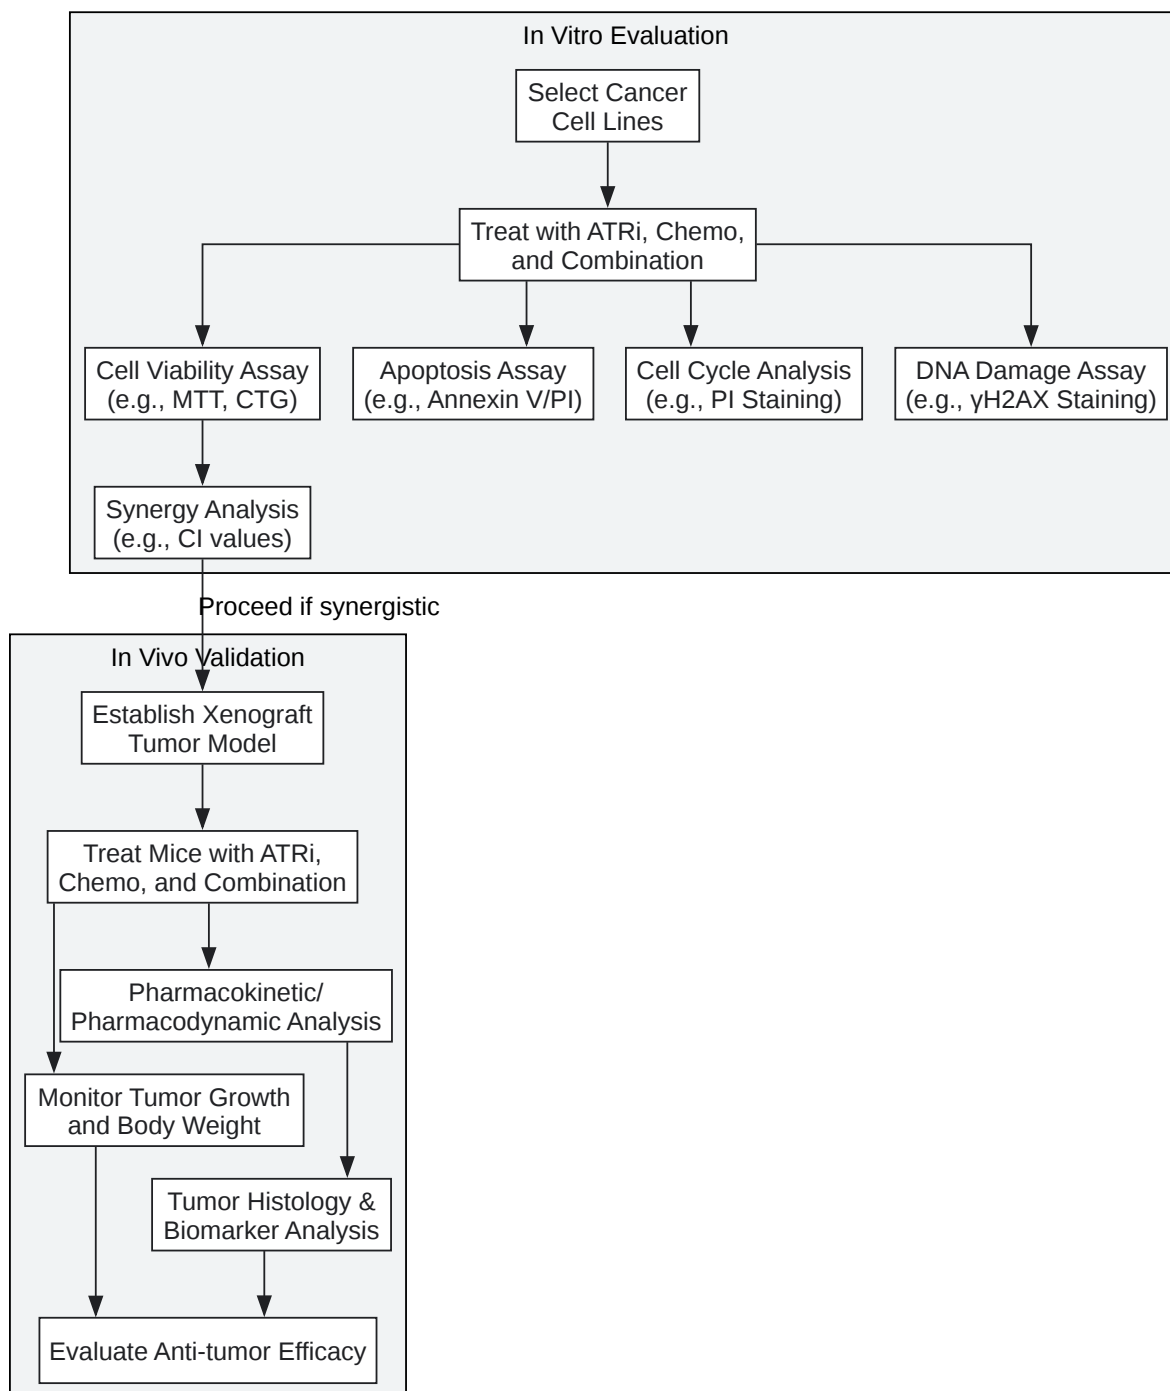 In Vitro Evaluation
Select Cancer
Cell Lines
Treat with ATRi, Chemo,
and Combination
Cell Viability Assay
(e.g., MTT, CTG)
Apoptosis Assay
(e.g., Annexin V/PI)
Cell Cycle Analysis
(e.g., PI Staining)
DNA Damage Assay
(e.g., γH2AX Staining)
Synergy Analysis
(e.g., CI values)
Proceed if synergistic
In Vivo Validation
Establish Xenograft
Tumor Model
Treat Mice with ATRi,
Chemo, and Combination
Pharmacokinetic/
Pharmacodynamic Analysis
Monitor Tumor Growth
and Body Weight
Tumor Histology &
Biomarker Analysis
Evaluate Anti-tumor Efficacy